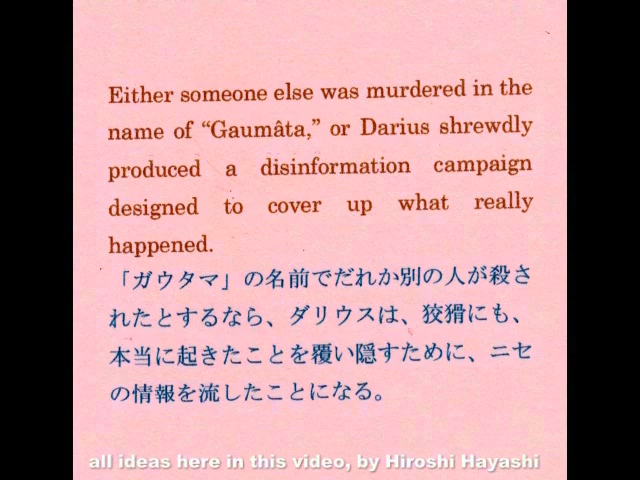 Either someone else was murdered in the
name of “Gaumâta,” or Darius shrewdly
produced a disinformation campaign
designed to cover up what really
happened.
「ガウタマ」の名前でだれか別の人が殺さ
れたとするなら、ダリウスは、狡猾にも、
本当に起きたことを覆い隠すために、ニセ
の情報を流したことになる。
all ideas here in this video, by Hiroshi Hayashi